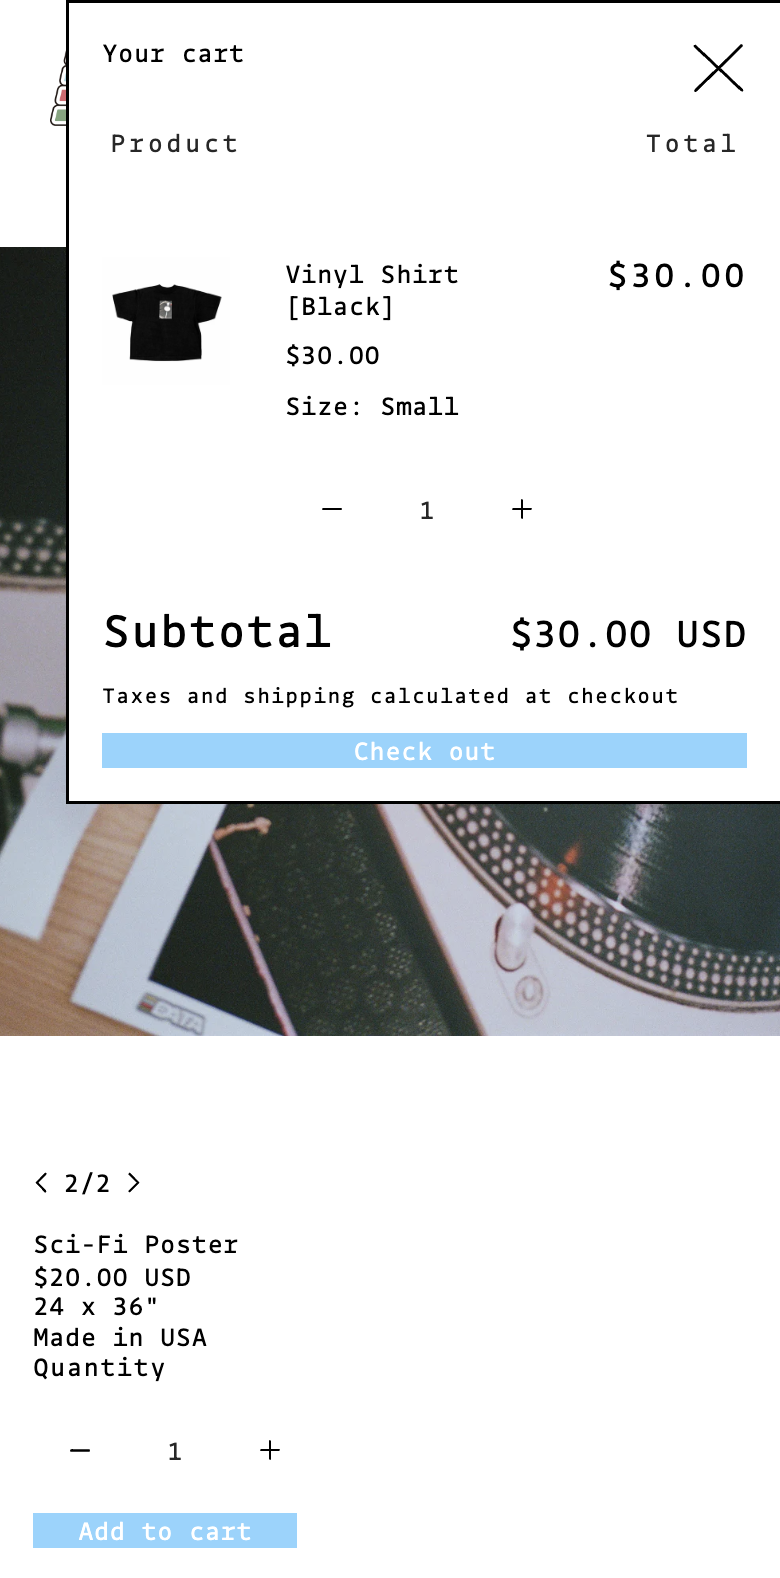 Your cart
Product Total
Vinyl Shirt $30.00
[Black]
$30.00
Size: Small
1
Subtotal $30.00 USD
Taxes and shipping calculated at checkout
Check out
DATA
2/2
Sci-Fi Poster
$20.00 USD
24 x 36"
Made in USA
Quantity
1
Add to cart